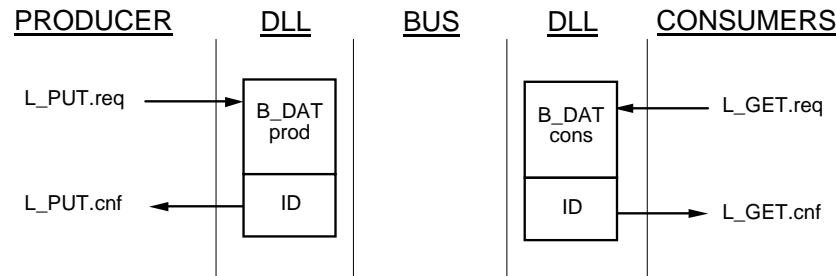 PRODUCER DLL BUS DLL CONSUMERS
L_PUT.req B_DAT prod B_DAT cons L_GET.req
L_PUT.cnf ID ID L_GET.cnf